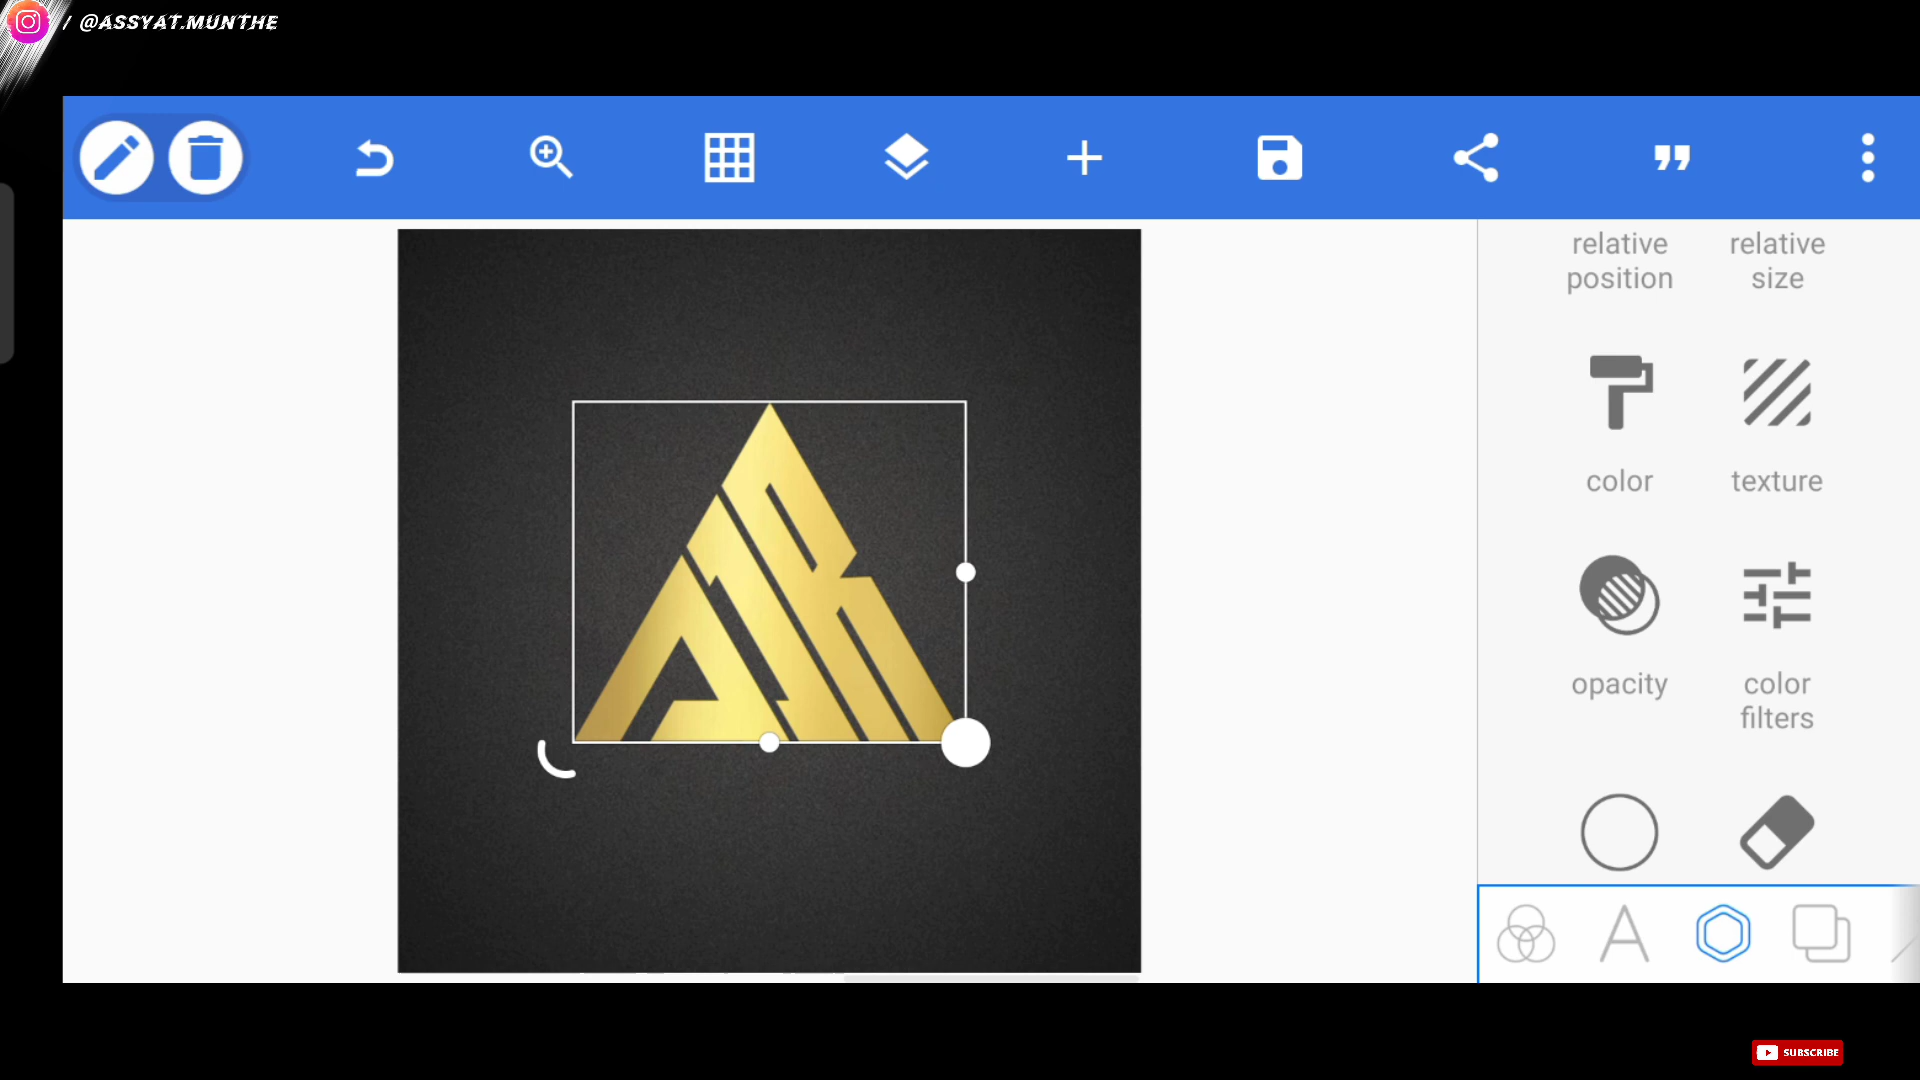 / @ASSYAT.MUNTHE
relative
position
relative
size
color
texture
opacity
color
filters
SUBSCRIBE